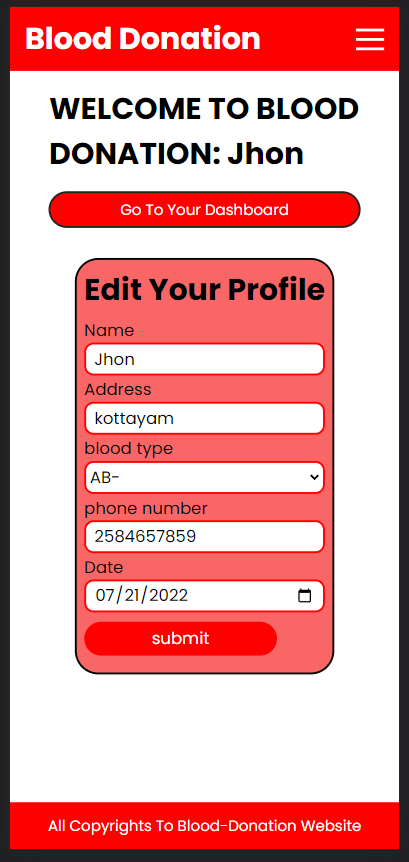 Blood Donation
WELCOME TO BLOOD
DONATION: Jhon
Go To Your Dashboard
Edit Your Profile
Name
Jhon
Address
kottayam
blood type
AB-
phone number
2584657859
Date
07/21/2022
submit
All Copyrights To Blood-Donation Website